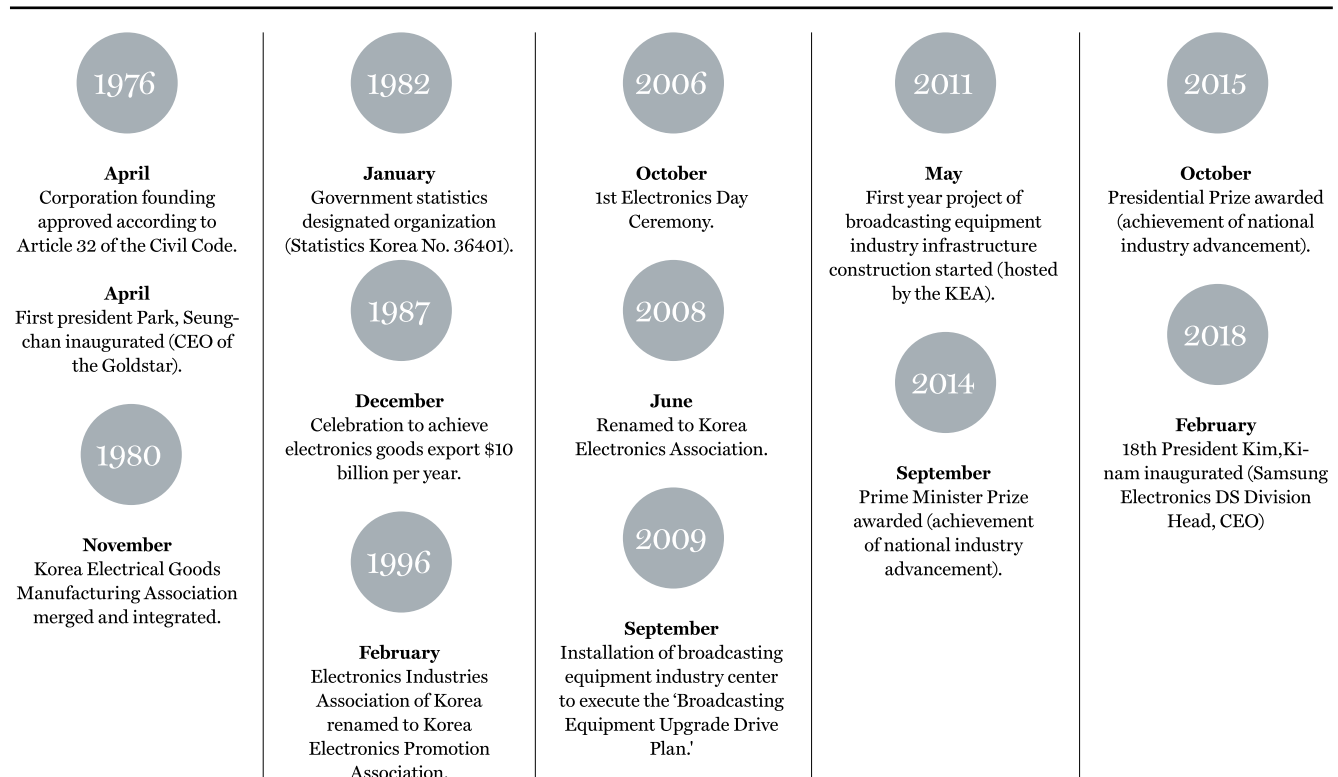 1976
April
Corporation founding
approved according to
Article 32 of the Civil Code.
April
First president Park, Seung-
chan inaugurated (CEO of
the Goldstar).
1980
November
Korea Electrical Goods
Manufacturing Association
merged and integrated.
1982
January
Government statistics
designated organization
(Statistics Korea No. 36401).
1987
December
Celebration to achieve
electronics goods export $10
billion per year.
1996
February
Electronics Industries
Association of Korea
renamed to Korea
Electronics Promotion
Association.
2006
October
1st Electronics Day
Ceremony.
2008
June
Renamed to Korea
Electronics Association.
2009
September
Installation of broadcasting
equipment industry center
to execute the ‘Broadcasting
Equipment Upgrade Drive
Plan.'
2011
May
First year project of
broadcasting equipment
industry infrastructure
construction started (hosted
by the KEA).
2014
September
Prime Minister Prize
awarded (achievement
of national industry
advancement).
2015
October
Presidential Prize awarded
(achievement of national
industry advancement).
2018
February
18th President Kim,Ki-
nam inaugurated (Samsung
Electronics DS Division
Head, CEO)